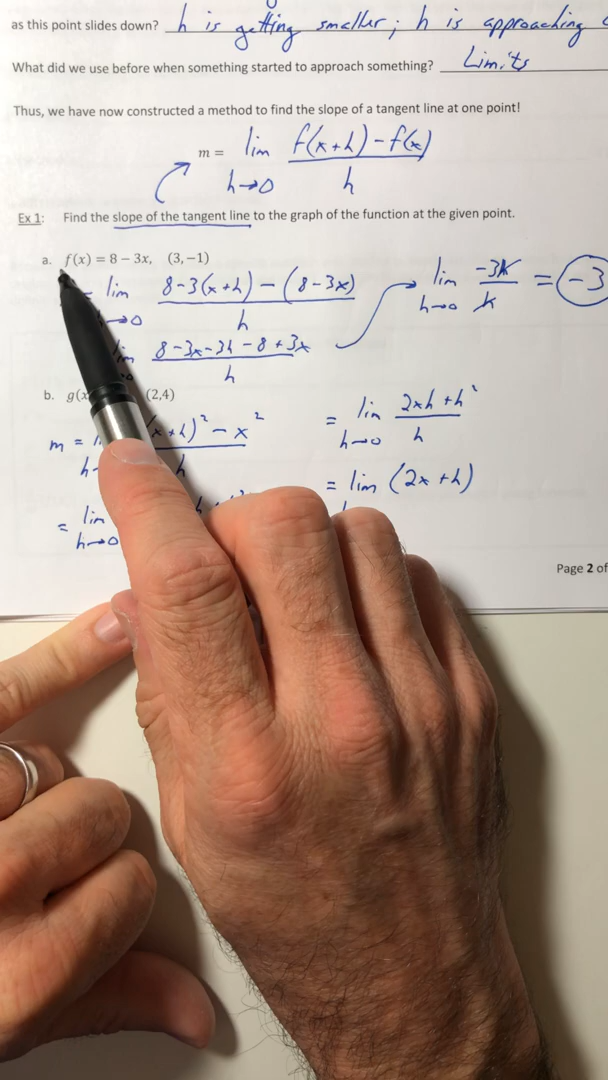 as this point slides down? h is getting smaller; h is approaching
What did we use before when something started to approach something? Limits
Thus, we have now constructed a method to find the slope of a tangent line at one point!
m = lim h→0 f(x+h)-f(x) / h
Ex 1: Find the slope of the tangent line to the graph of the function at the given point.
a. f(x) = 8 − 3x, (3,−1)
lim →0 8-3(x+h) - (8-3x) / h
lim h→0 -3h / h = -3
8-3x-3h-8+3x / h
b. g(x (2,4)
m = x+h)² - x² / h
= lim h→0 2xh + h² / h
= lim (2x + h)
= lim h→0
Page 2 of